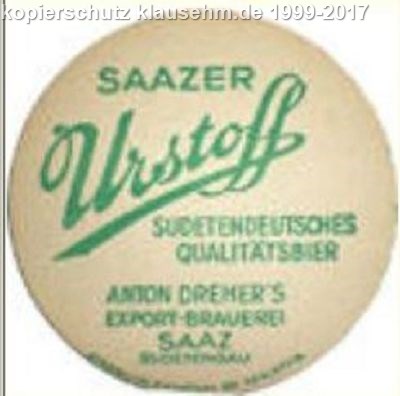 kopierschutz klausehm.de 1999-2017
SAAZER
Urstoff
SUDETENDEUTSCHES
QUALITÄTSBIER
ANTON DREHER'S
EXPORT-BRAUEREI
SAAZ
SUDETENGAU